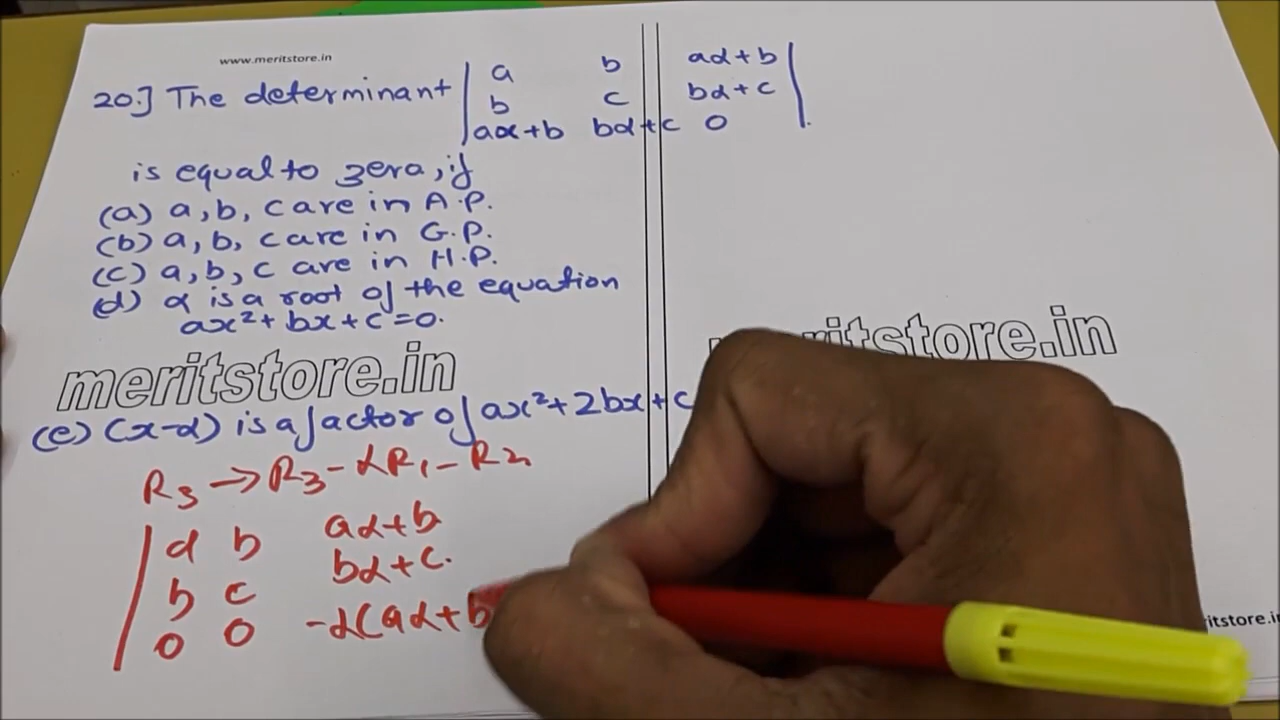 www.meritstore.in
20.] The determinant | a b aα+b |
b c bα+c
aα+b bα+c 0
is equal to zero, if
(a) a, b, c are in A.P.
(b) a, b, c are in G.P.
(c) a, b, c are in H.P.
(d) α is a root of the equation
ax²+bx+c=0.
meritstore.in
meritstore.in
(e) (x-α) is a factor of ax²+2bx+c
R₃ → R₃-αR₁-R₂
a b aα+b
b c bα+c.
0 0 -α(aα+b